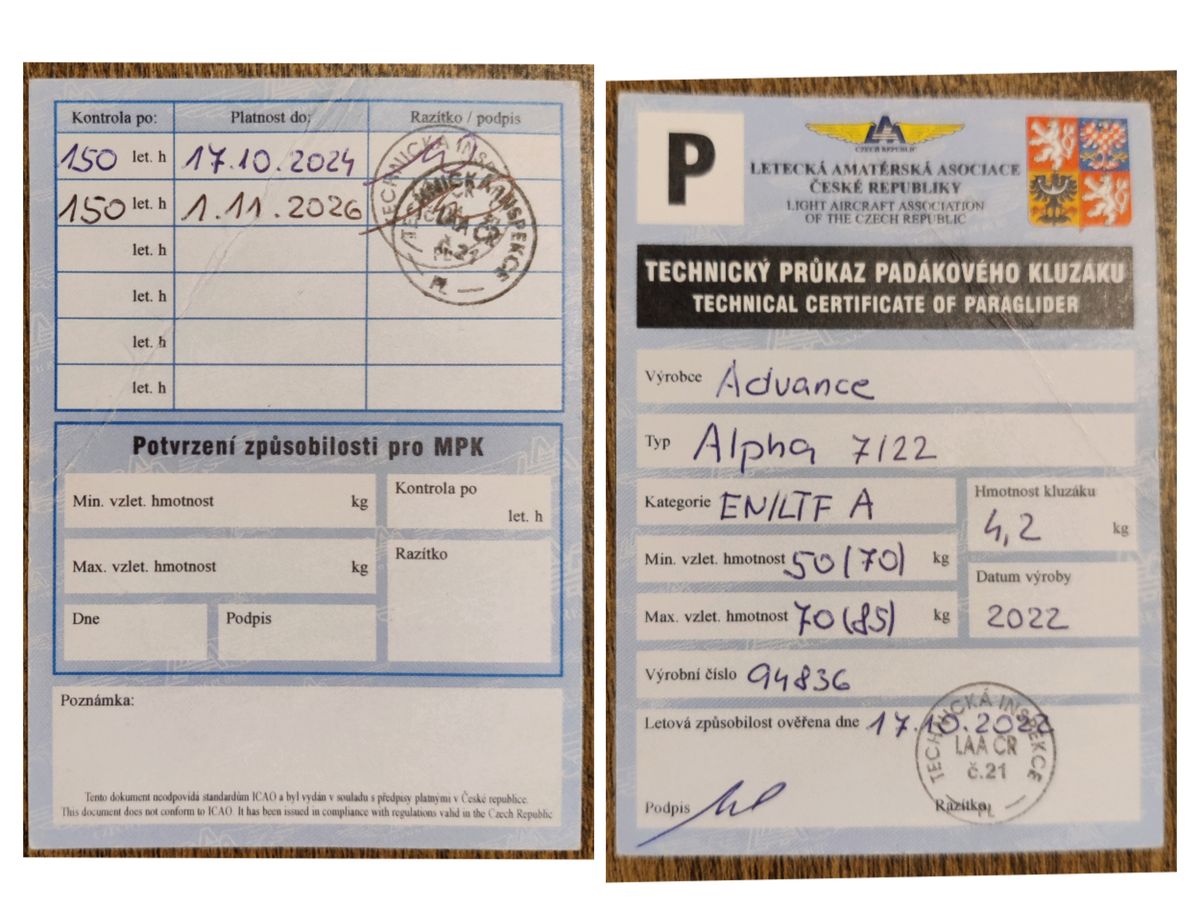 Kontrola po: Platnost do: Razítko / podpis
150 let. h 17.10.2024
150 let. h 1.11.2026
let. h
let. h
let. h
let. h
TECHNICKÁ INSPEKCE
LAA ČR
č.21
PL
Potvrzení způsobilosti pro MPK
Min. vzlet. hmotnost kg
Kontrola po
let. h
Max. vzlet. hmotnost kg
Razítko
Dne
Podpis
Poznámka:
Tento dokument neodpovídá standardům ICAO a byl vydán v souladu s předpisy platnými v České republice.
This document does not conform to ICAO. It has been issued in compliance with regulations valid in the Czech Republic
P
LAA
CZECH REPUBLIC
LETECKÁ AMATÉRSKÁ ASOCIACE
ČESKÉ REPUBLIKY
LIGHT AIRCRAFT ASSOCIATION
OF THE CZECH REPUBLIC
TECHNICKÝ PRŮKAZ PADÁKOVÉHO KLUZÁKU
TECHNICAL CERTIFICATE OF PARAGLIDER
Výrobce Advance
Typ Alpha 7/22
Kategorie EN/LTF A
Hmotnost kluzáku
4,2 kg
Min. vzlet. hmotnost 50(70) kg
Datum výroby
2022
Max. vzlet. hmotnost 70(85) kg
Výrobní číslo 94836
Letová způsobilost ověřena dne 17.10.2022
TECHNICKÁ INSPEKCE
LAA ČR
č.21
PL
Podpis
Razítko